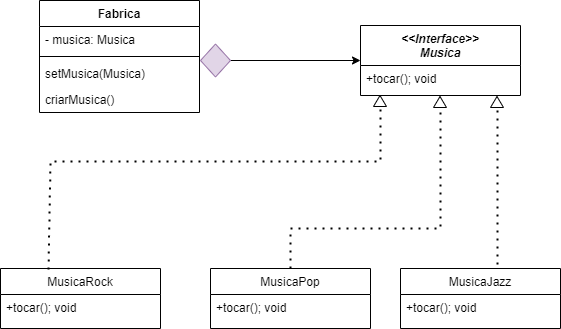 Fabrica
- musica: Musica
setMusica(Musica)
criarMusica()
<<Interface>>
Musica
+tocar(); void
MusicaRock
+tocar(); void
MusicaPop
+tocar(); void
MusicaJazz
+tocar(); void